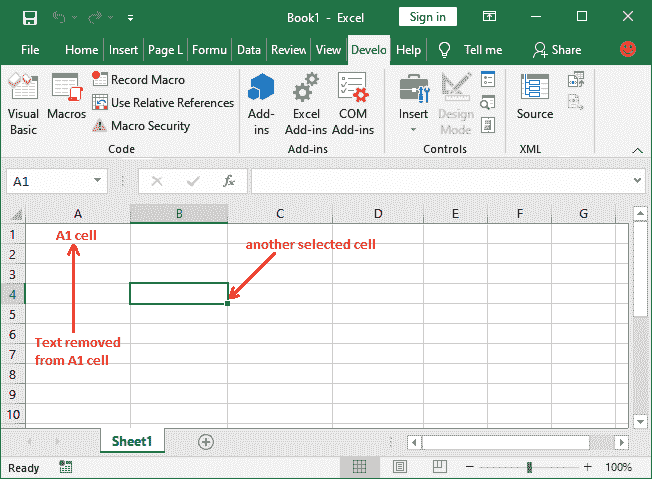 Book1 - Excel
Sign in
File Home Insert Page L Formu Data Review View Develo Help Tell me Share
Visual Basic
Macros
Record Macro
Use Relative References
Macro Security
Code
Add-ins
Excel Add-ins
COM Add-ins
Add-ins
Insert
Design Mode
Controls
Source
XML
A1
fx
A B C D E F G
1
A1 cell
2
another selected cell
3
4
5
6
Text removed
7
from A1 cell
8
9
10
Sheet1
Ready
100%